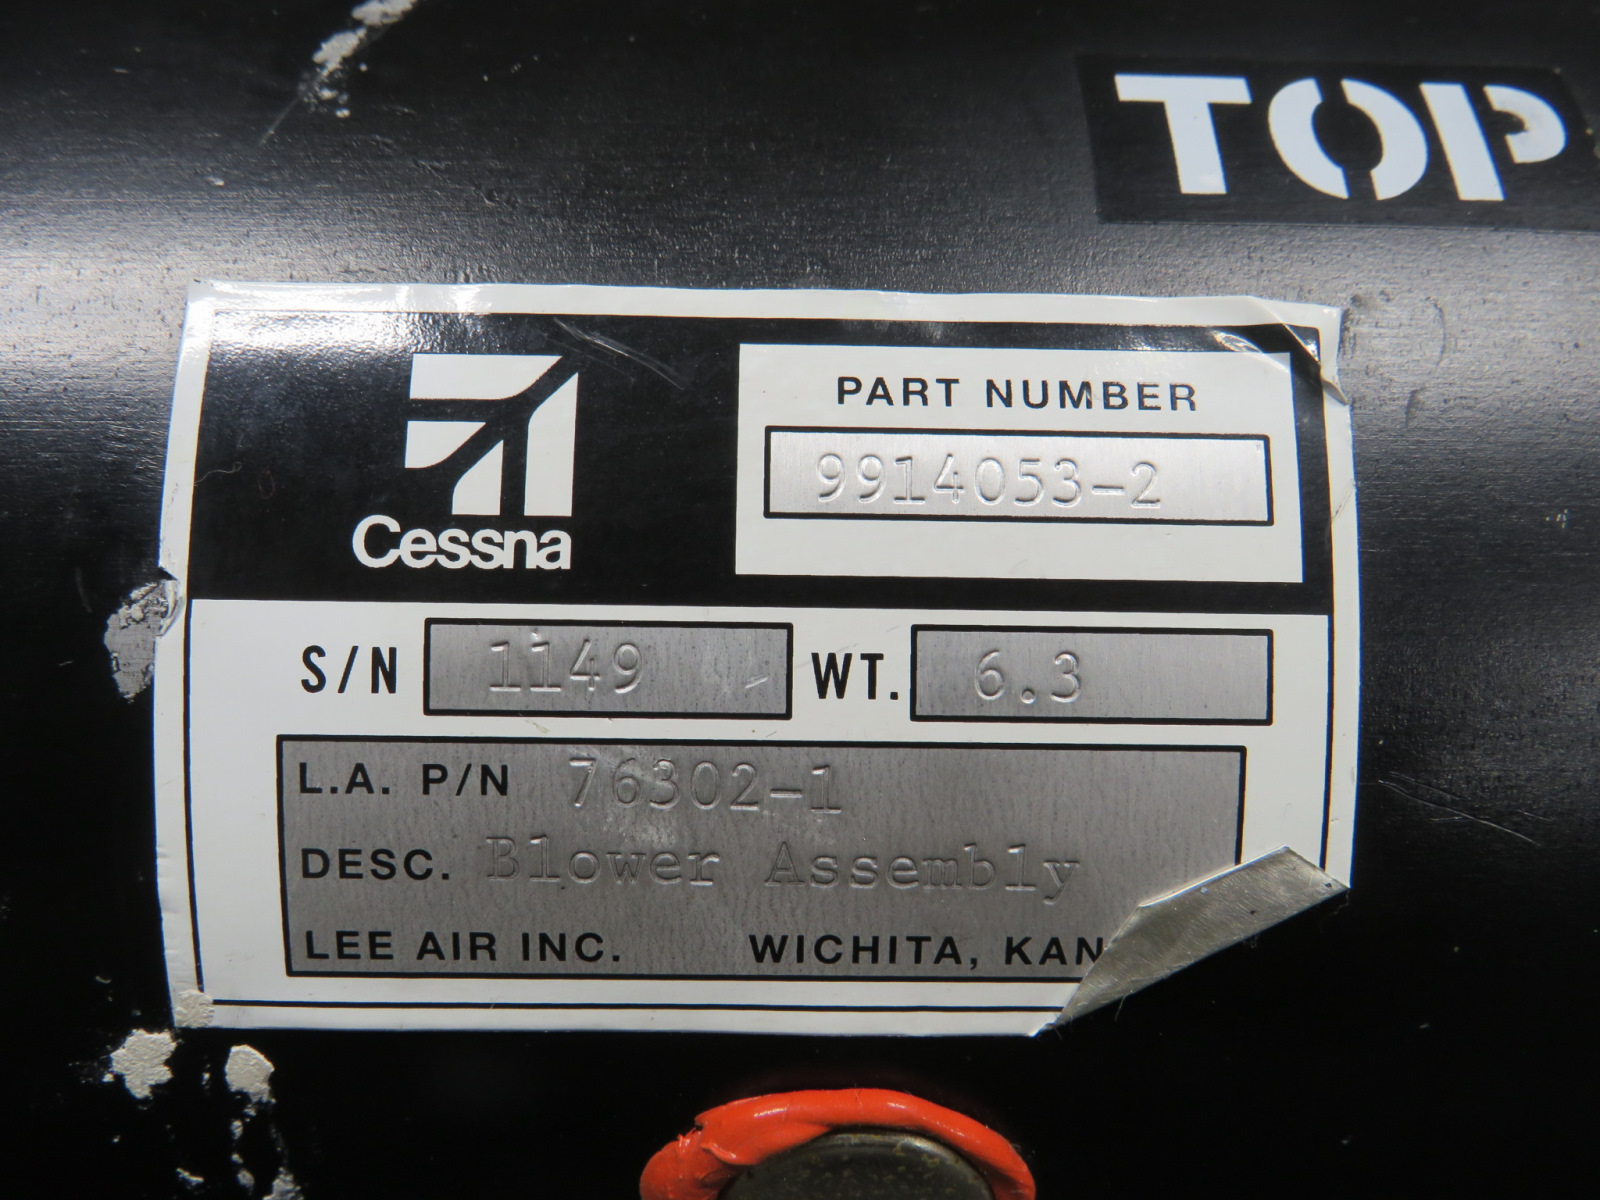 TOP
Cessna
PART NUMBER
9914053-2
S/N 1149 WT. 6.3
L.A. P/N 76302-1
DESC. Blower Assembly
LEE AIR INC. WICHITA, KAN